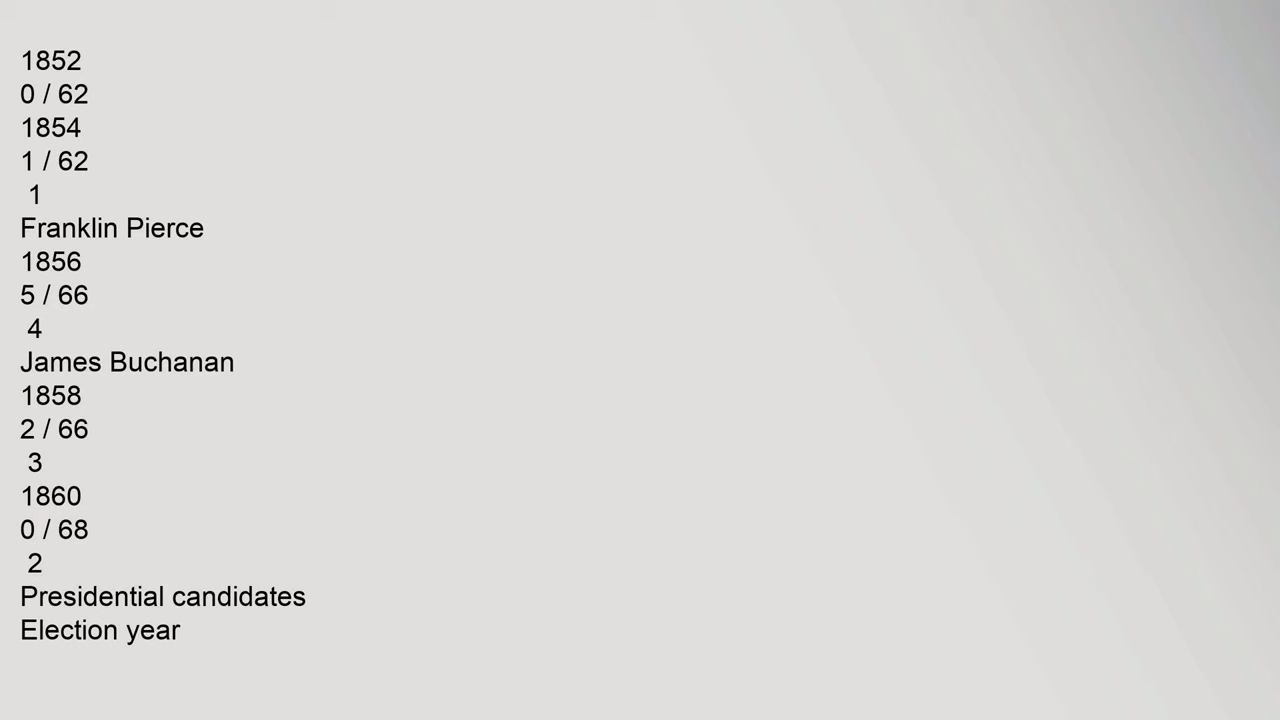 1852
0 / 62
1854
1 / 62
1
Franklin Pierce
1856
5 / 66
4
James Buchanan
1858
2 / 66
3
1860
0 / 68
2
Presidential candidates
Election year